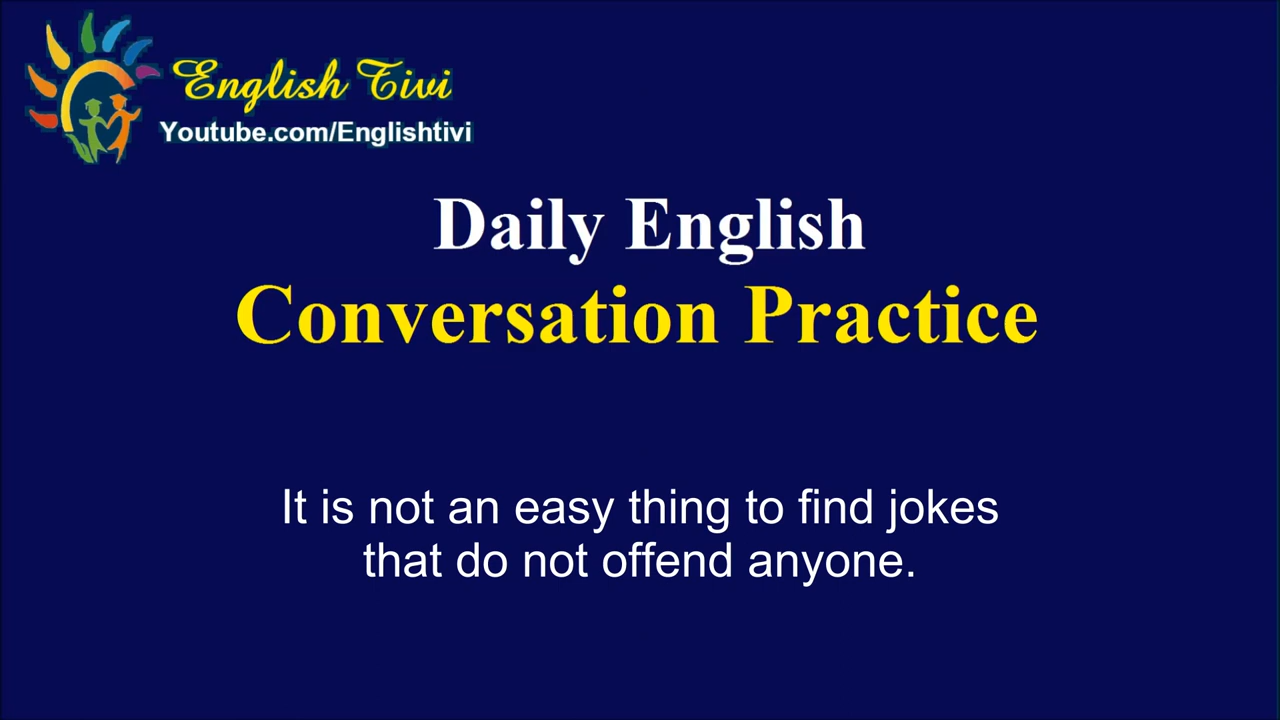 English Tivi
Youtube.com/Englishtivi
Daily English
Conversation Practice
It is not an easy thing to find jokes
that do not offend anyone.